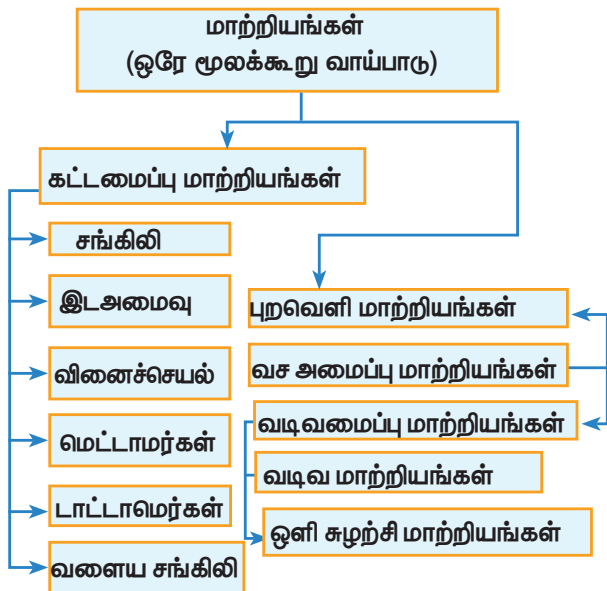 மாற்றியங்கள்
(ஒரே மூலக்கூறு வாய்பாடு)
கட்டமைப்பு மாற்றியங்கள்
சங்கிலி
இடஅமைவு
வினைச்செயல்
மெட்டாமர்கள்
டாட்டாமெர்கள்
வளைய சங்கிலி
புறவெளி மாற்றியங்கள்
வச அமைப்பு மாற்றியங்கள்
வடிவமைப்பு மாற்றியங்கள்
வடிவ மாற்றியங்கள்
ஒளி சுழற்சி மாற்றியங்கள்